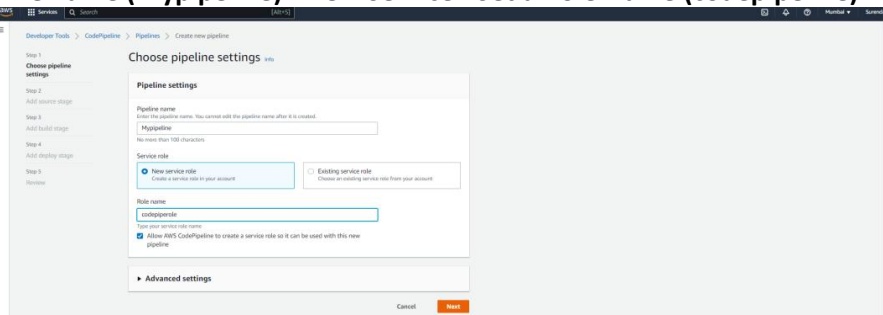 aws
Services
Search
[Alt+S]
Mumbai
Developer Tools > CodePipeline > Pipelines > Create new pipeline
Step 1
Choose pipeline settings
Step 2
Add source stage
Step 3
Add build stage
Step 4
Add deploy stage
Step 5
Review
Choose pipeline settings Info
Pipeline settings
Pipeline name
Enter the pipeline name. You cannot edit the pipeline name after it is created.
Mypipeline
No more than 100 characters
Service role
New service role
Create a service role in your account
Existing service role
Choose an existing service role from your account
Role name
codepiperole
Type your service role name
Allow AWS CodePipeline to create a service role so it can be used with this new
pipeline
Advanced settings
Cancel
Next